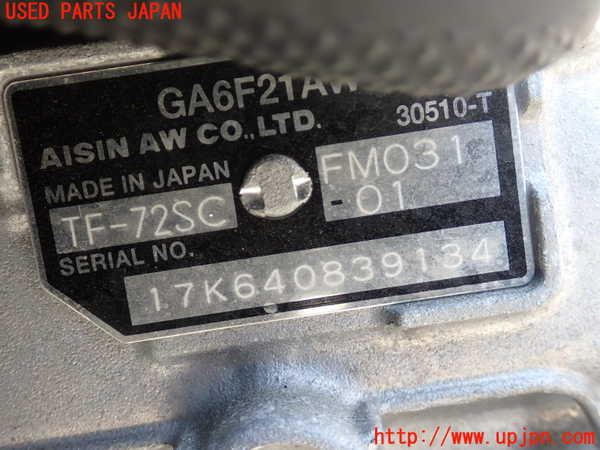 USED PARTS JAPAN
GA6F21AW
AISIN AW CO.,LTD.
30510-T
MADE IN JAPAN
FM031
-01
TF-72SC
SERIAL NO.
17K640839134
http://www.upjpn.com/